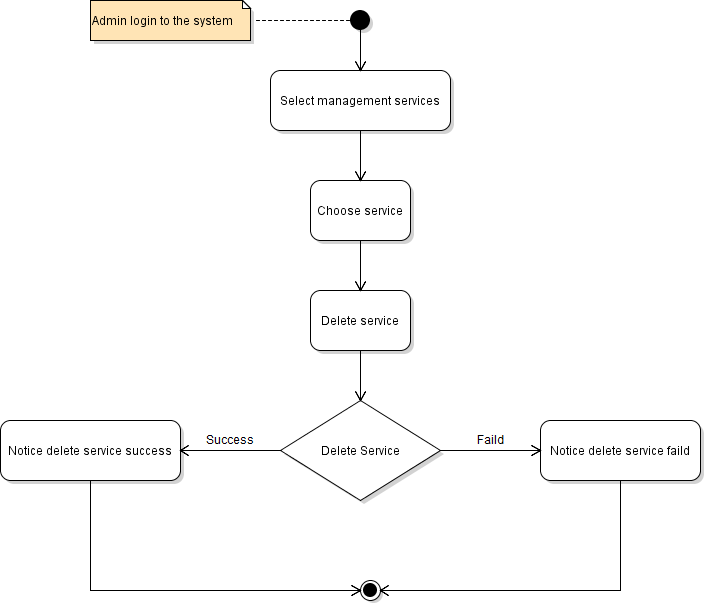 Admin login to the system
Select management services
Choose service
Delete service
Delete Service
Success
Faild
Notice delete service success
Notice delete service faild